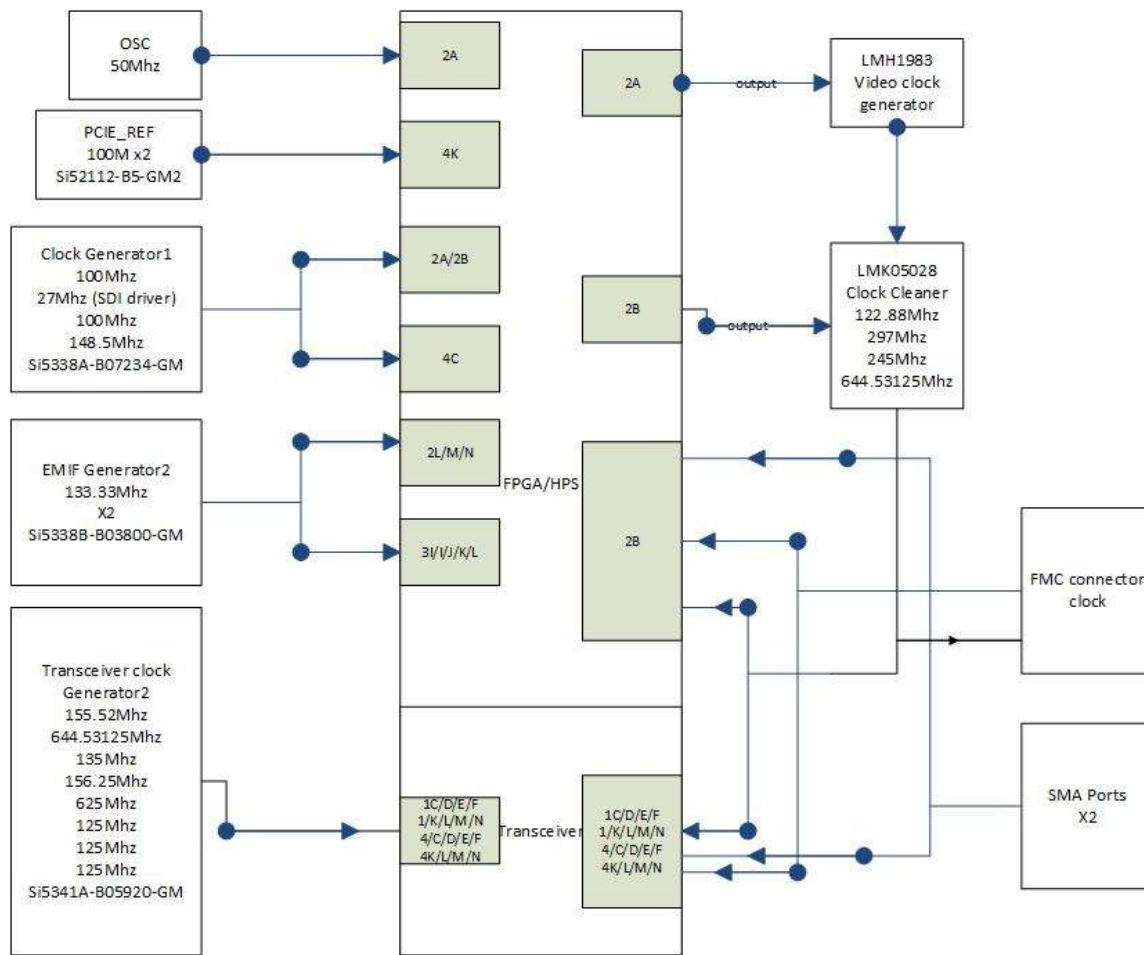 OSC
50Mhz
PCIE_REF
100M x2
Si52112-B5-GM2
Clock Generator1
100Mhz
27Mhz (SDI driver)
100Mhz
148.5Mhz
Si5338A-B07234-GM
EMIF Generator2
133.33Mhz
X2
Si5338B-B03800-GM
Transceiver clock
Generator2
155.52Mhz
644.53125Mhz
135Mhz
156.25Mhz
625Mhz
125Mhz
125Mhz
125Mhz
Si5341A-B05920-GM
2A
4K
2A/2B
4C
2L/M/N
3I/I/J/K/L
1C/D/E/F
1/K/L/M/N
4/C/D/E/F
4K/L/M/N
FPGA/HPS
Transceiver
2A
2B
2B
1C/D/E/F
1/K/L/M/N
4/C/D/E/F
4K/L/M/N
output
output
LMH1983
Video clock
generator
LMK05028
Clock Cleaner
122.88Mhz
297Mhz
245Mhz
644.53125Mhz
FMC connector
clock
SMA Ports
X2